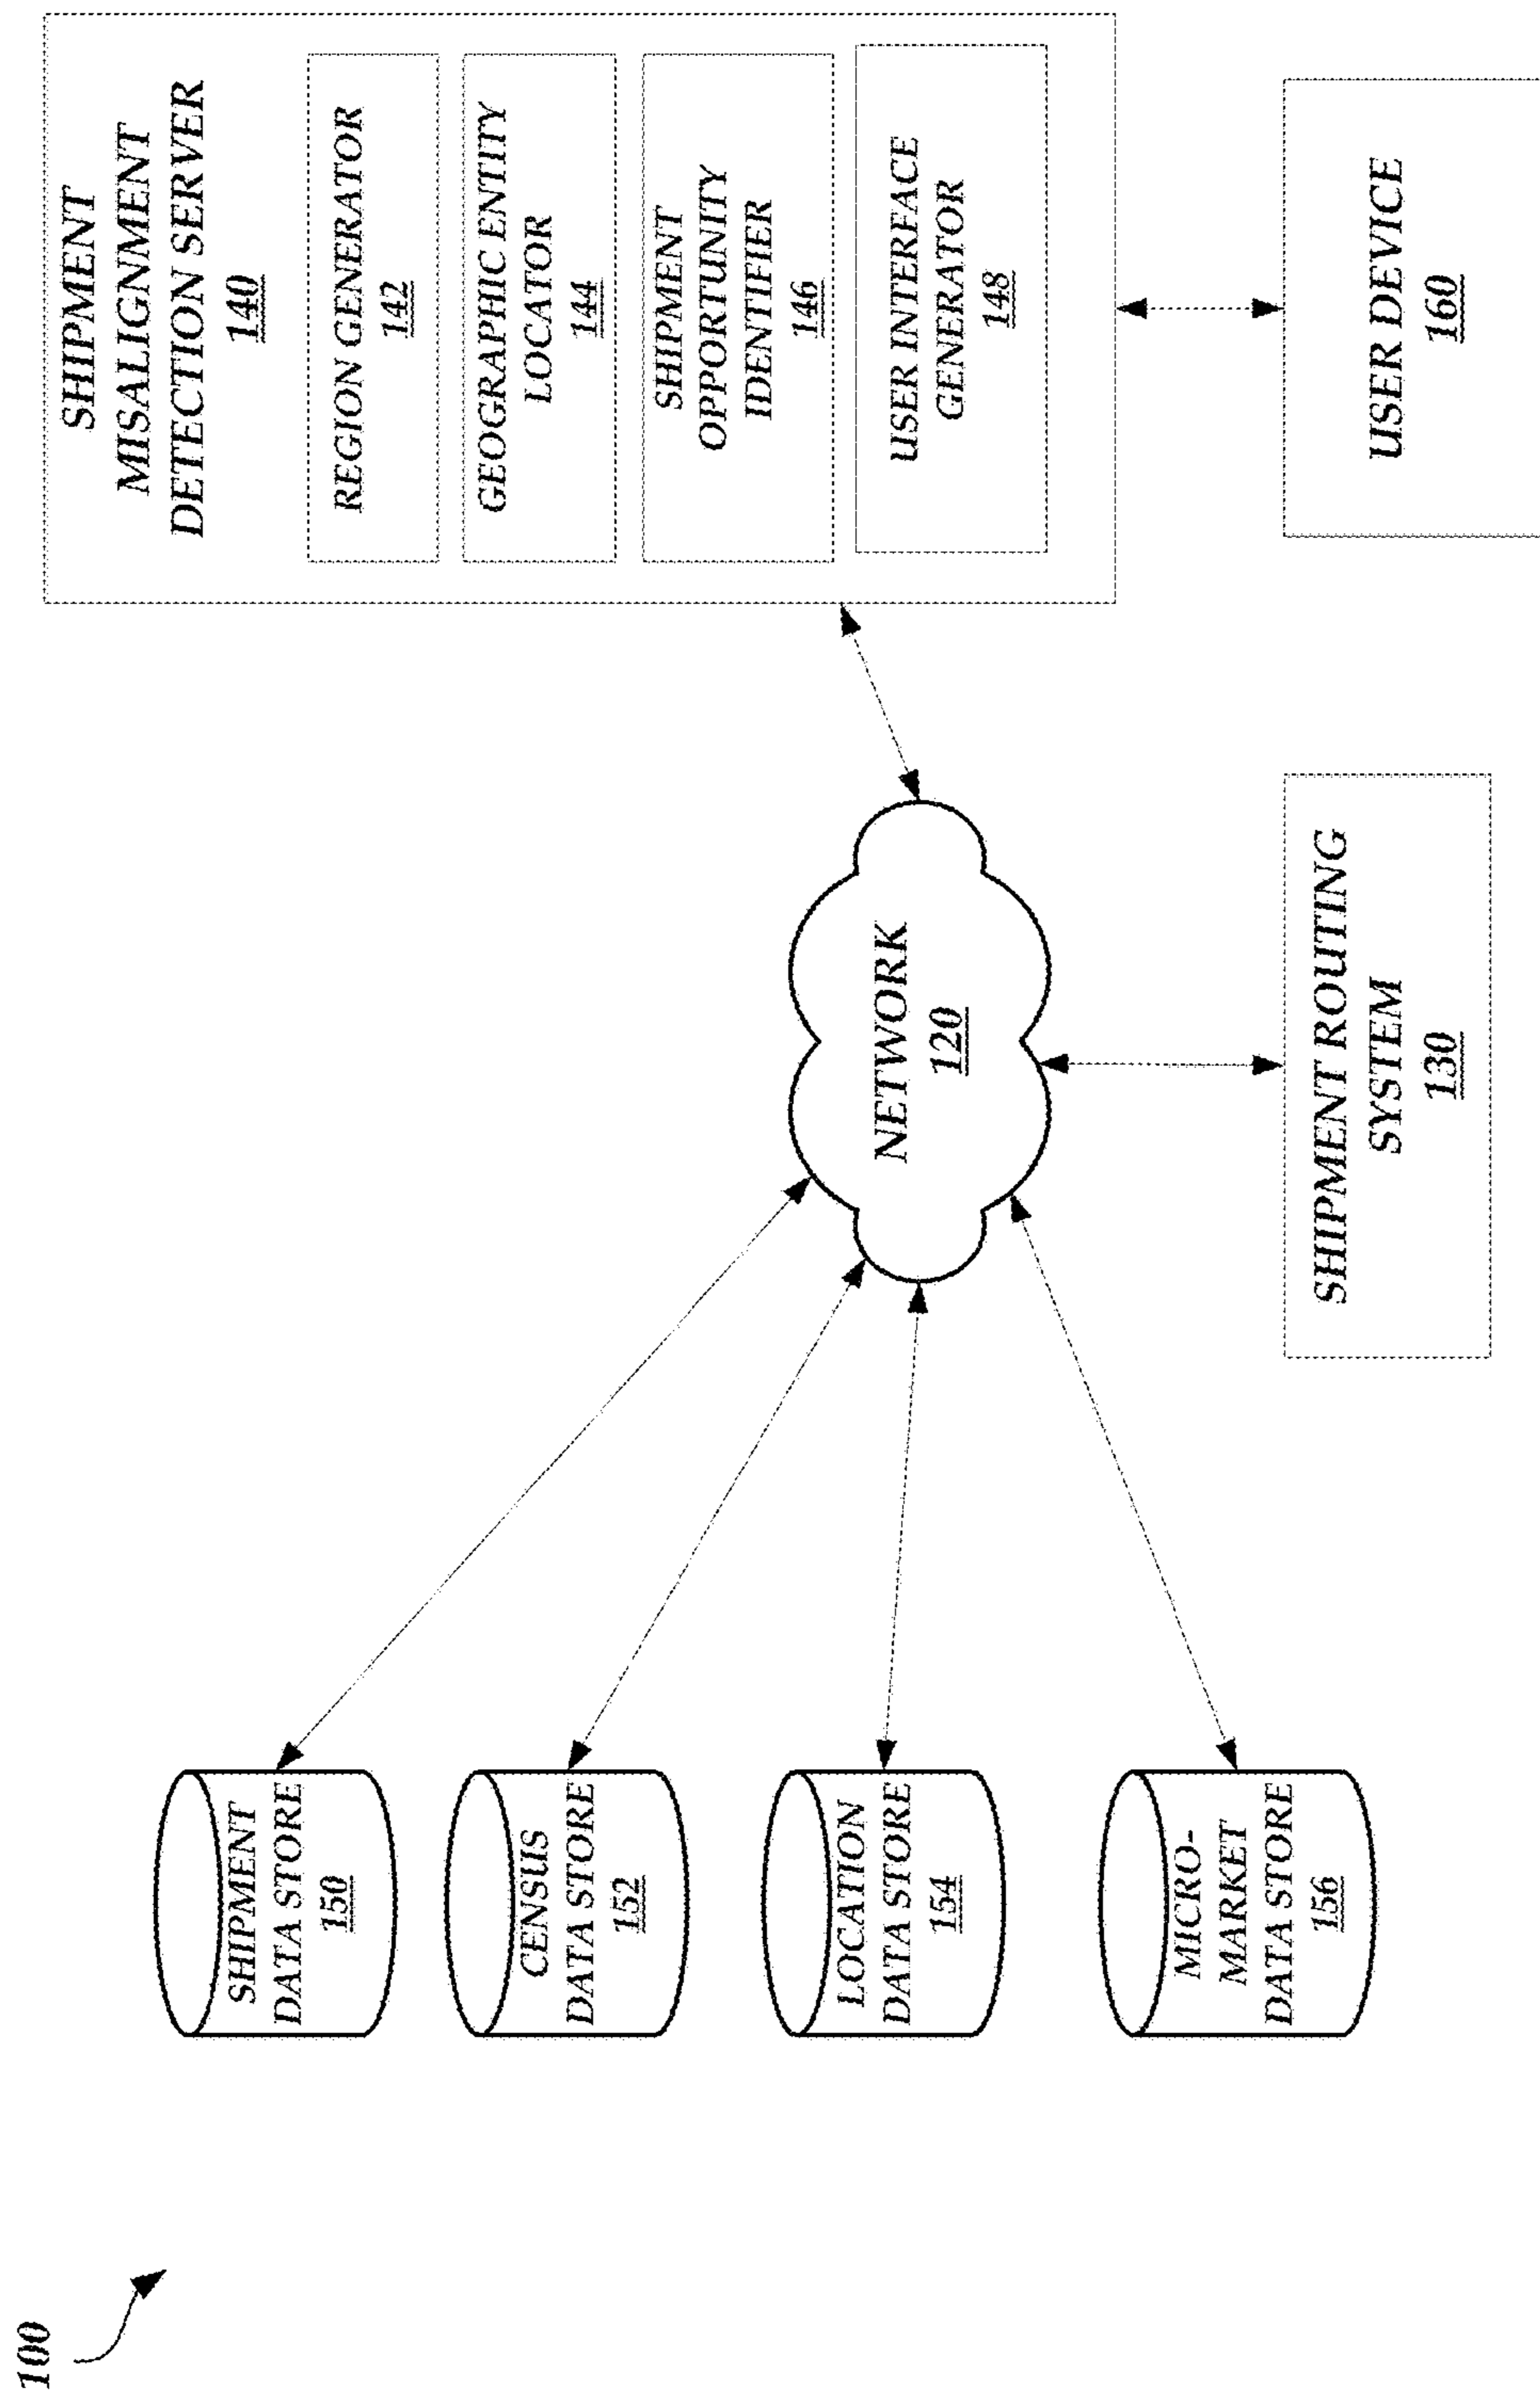 100
SHIPMENT
DATA STORE
150
CENSUS
DATA STORE
152
LOCATION
DATA STORE
154
MICRO-
MARKET
DATA STORE
156
NETWORK
120
SHIPMENT ROUTING
SYSTEM
130
SHIPMENT
MISALIGNMENT
DETECTION SERVER
140
REGION GENERATOR
142
GEOGRAPHIC ENTITY
LOCATOR
144
SHIPMENT
OPPORTUNITY
IDENTIFIER
146
USER INTERFACE
GENERATOR
148
USER DEVICE
160